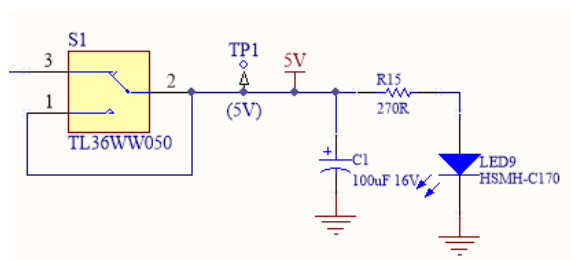 S1
3
2
1
TL36WW050
TP1
(5V)
5V
R15
270R
+
C1
100uF 16V
LED9
HSMH-C170